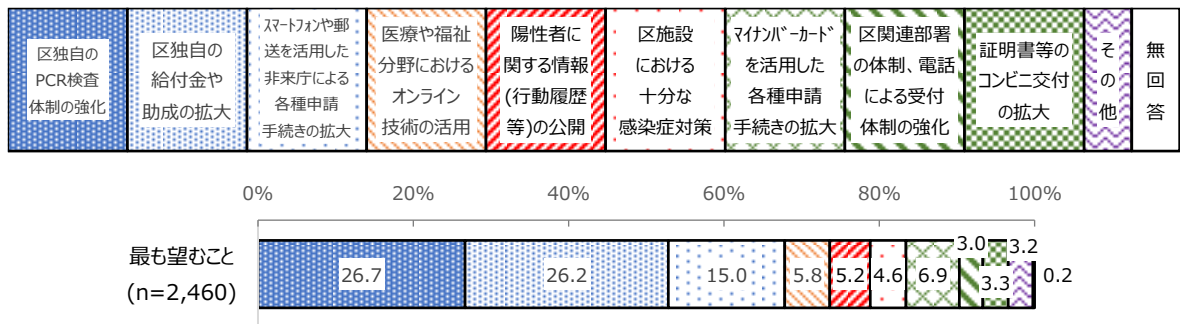 区独自の
PCR検査
体制の強化
区独自の
給付金や
助成の拡大
ｽﾏｰﾄﾌｫﾝや郵
送を活用した
非来庁による
各種申請
手続きの拡大
医療や福祉
分野における
オンライン
技術の活用
陽性者に
関する情報
(行動履歴
等)の公開
区施設
における
十分な
感染症対策
ﾏｲﾅﾝﾊﾞｰｶｰﾄﾞ
を活用した
各種申請
手続きの拡大
区関連部署
の体制、電話
による受付
体制の強化
証明書等の
コンビニ交付
の拡大
その他
無回答
0% 20% 40% 60% 80% 100%
最も望むこと
(n=2,460)
26.7 26.2 15.0 5.8 5.2 4.6 6.9 3.0 3.3 3.2 0.2